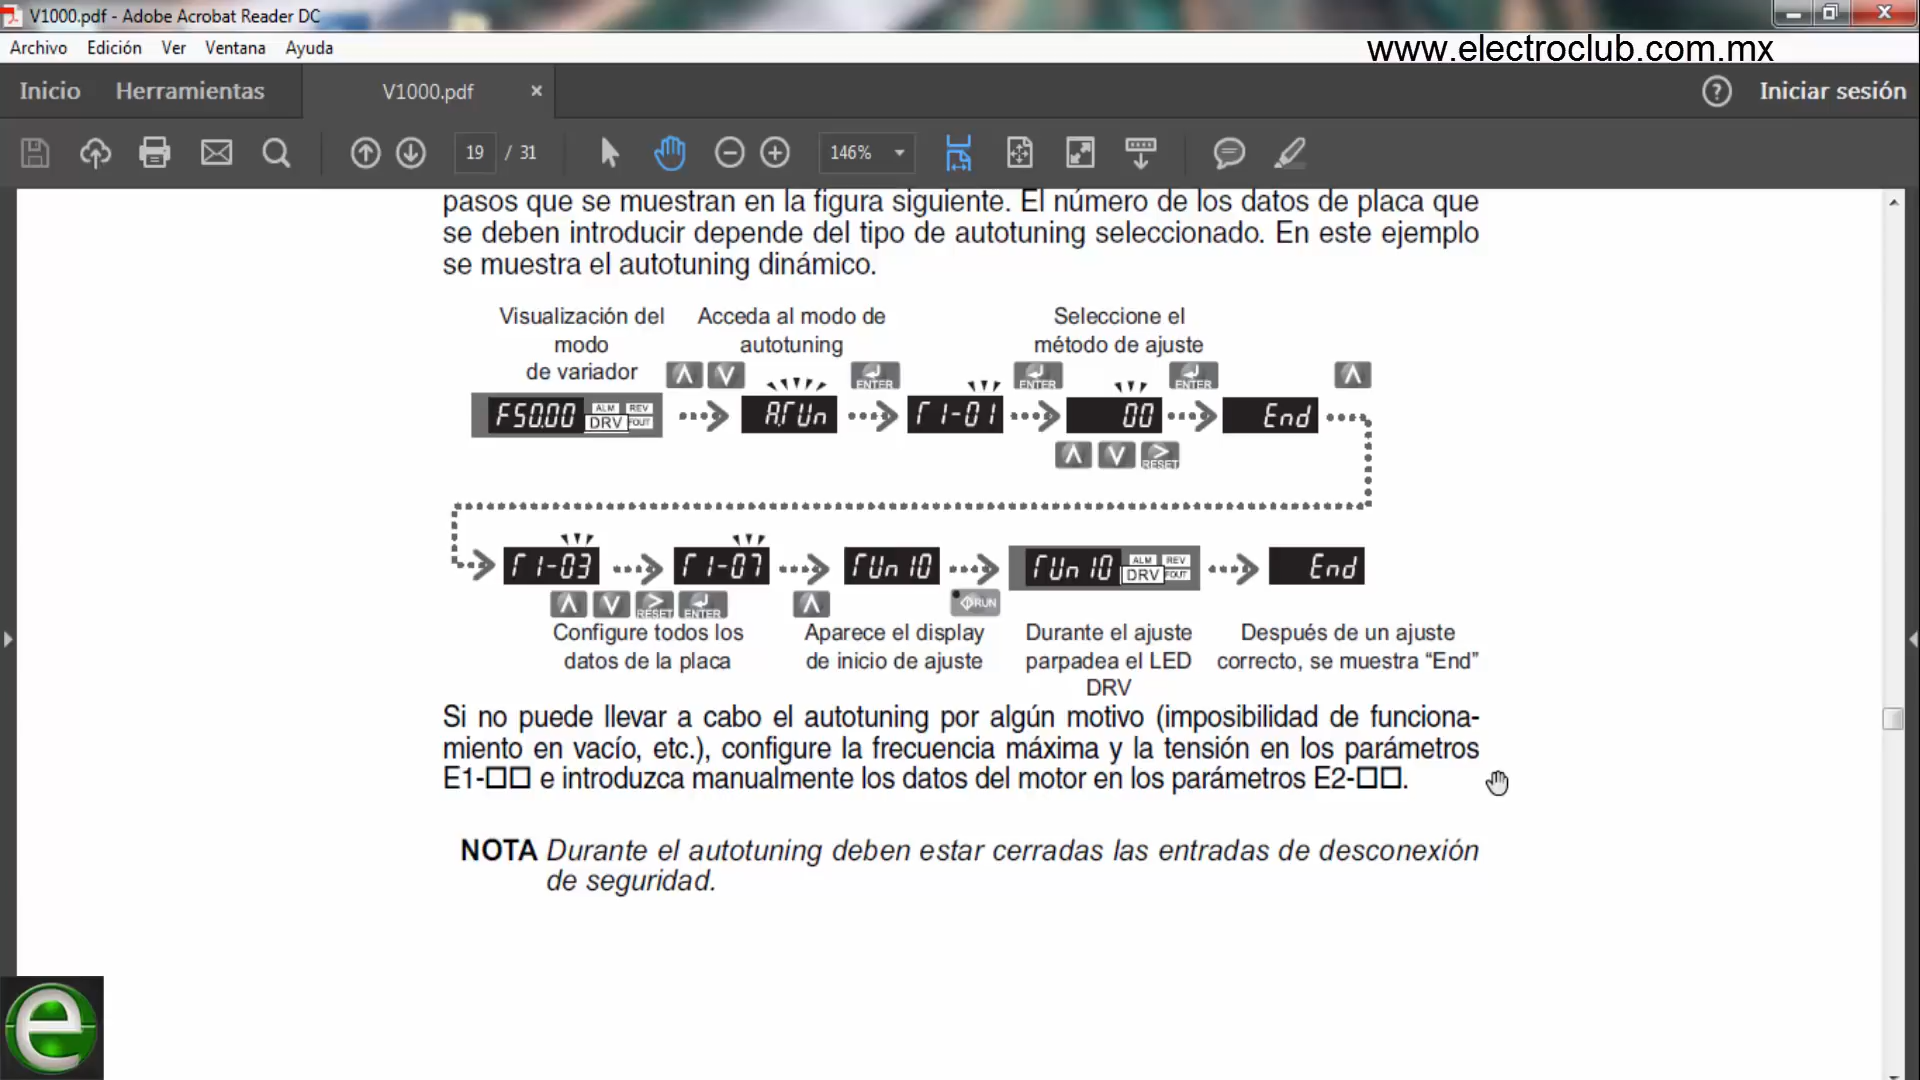 V1000.pdf - Adobe Acrobat Reader DC
Archivo Edición Ver Ventana Ayuda
www.electroclub.com.mx
Inicio Herramientas V1000.pdf × ? Iniciar sesión
19 / 31 146%
pasos que se muestran en la figura siguiente. El número de los datos de placa que
se deben introducir depende del tipo de autotuning seleccionado. En este ejemplo
se muestra el autotuning dinámico.
Visualización del
modo
de variador
Acceda al modo de
autotuning
Seleccione el
método de ajuste
ENTER ENTER ENTER
F50.00 ALM REV DRV FOUT
A.TUn
T1-01
00
End
RESET
T1-03
T1-07
TUn10
TUn10 ALM REV DRV FOUT
End
RESET ENTER RUN
Configure todos los
datos de la placa
Aparece el display
de inicio de ajuste
Durante el ajuste
parpadea el LED
DRV
Después de un ajuste
correcto, se muestra “End”
Si no puede llevar a cabo el autotuning por algún motivo (imposibilidad de funciona-
miento en vacío, etc.), configure la frecuencia máxima y la tensión en los parámetros
E1-□□ e introduzca manualmente los datos del motor en los parámetros E2-□□.
NOTA Durante el autotuning deben estar cerradas las entradas de desconexión
de seguridad.
e